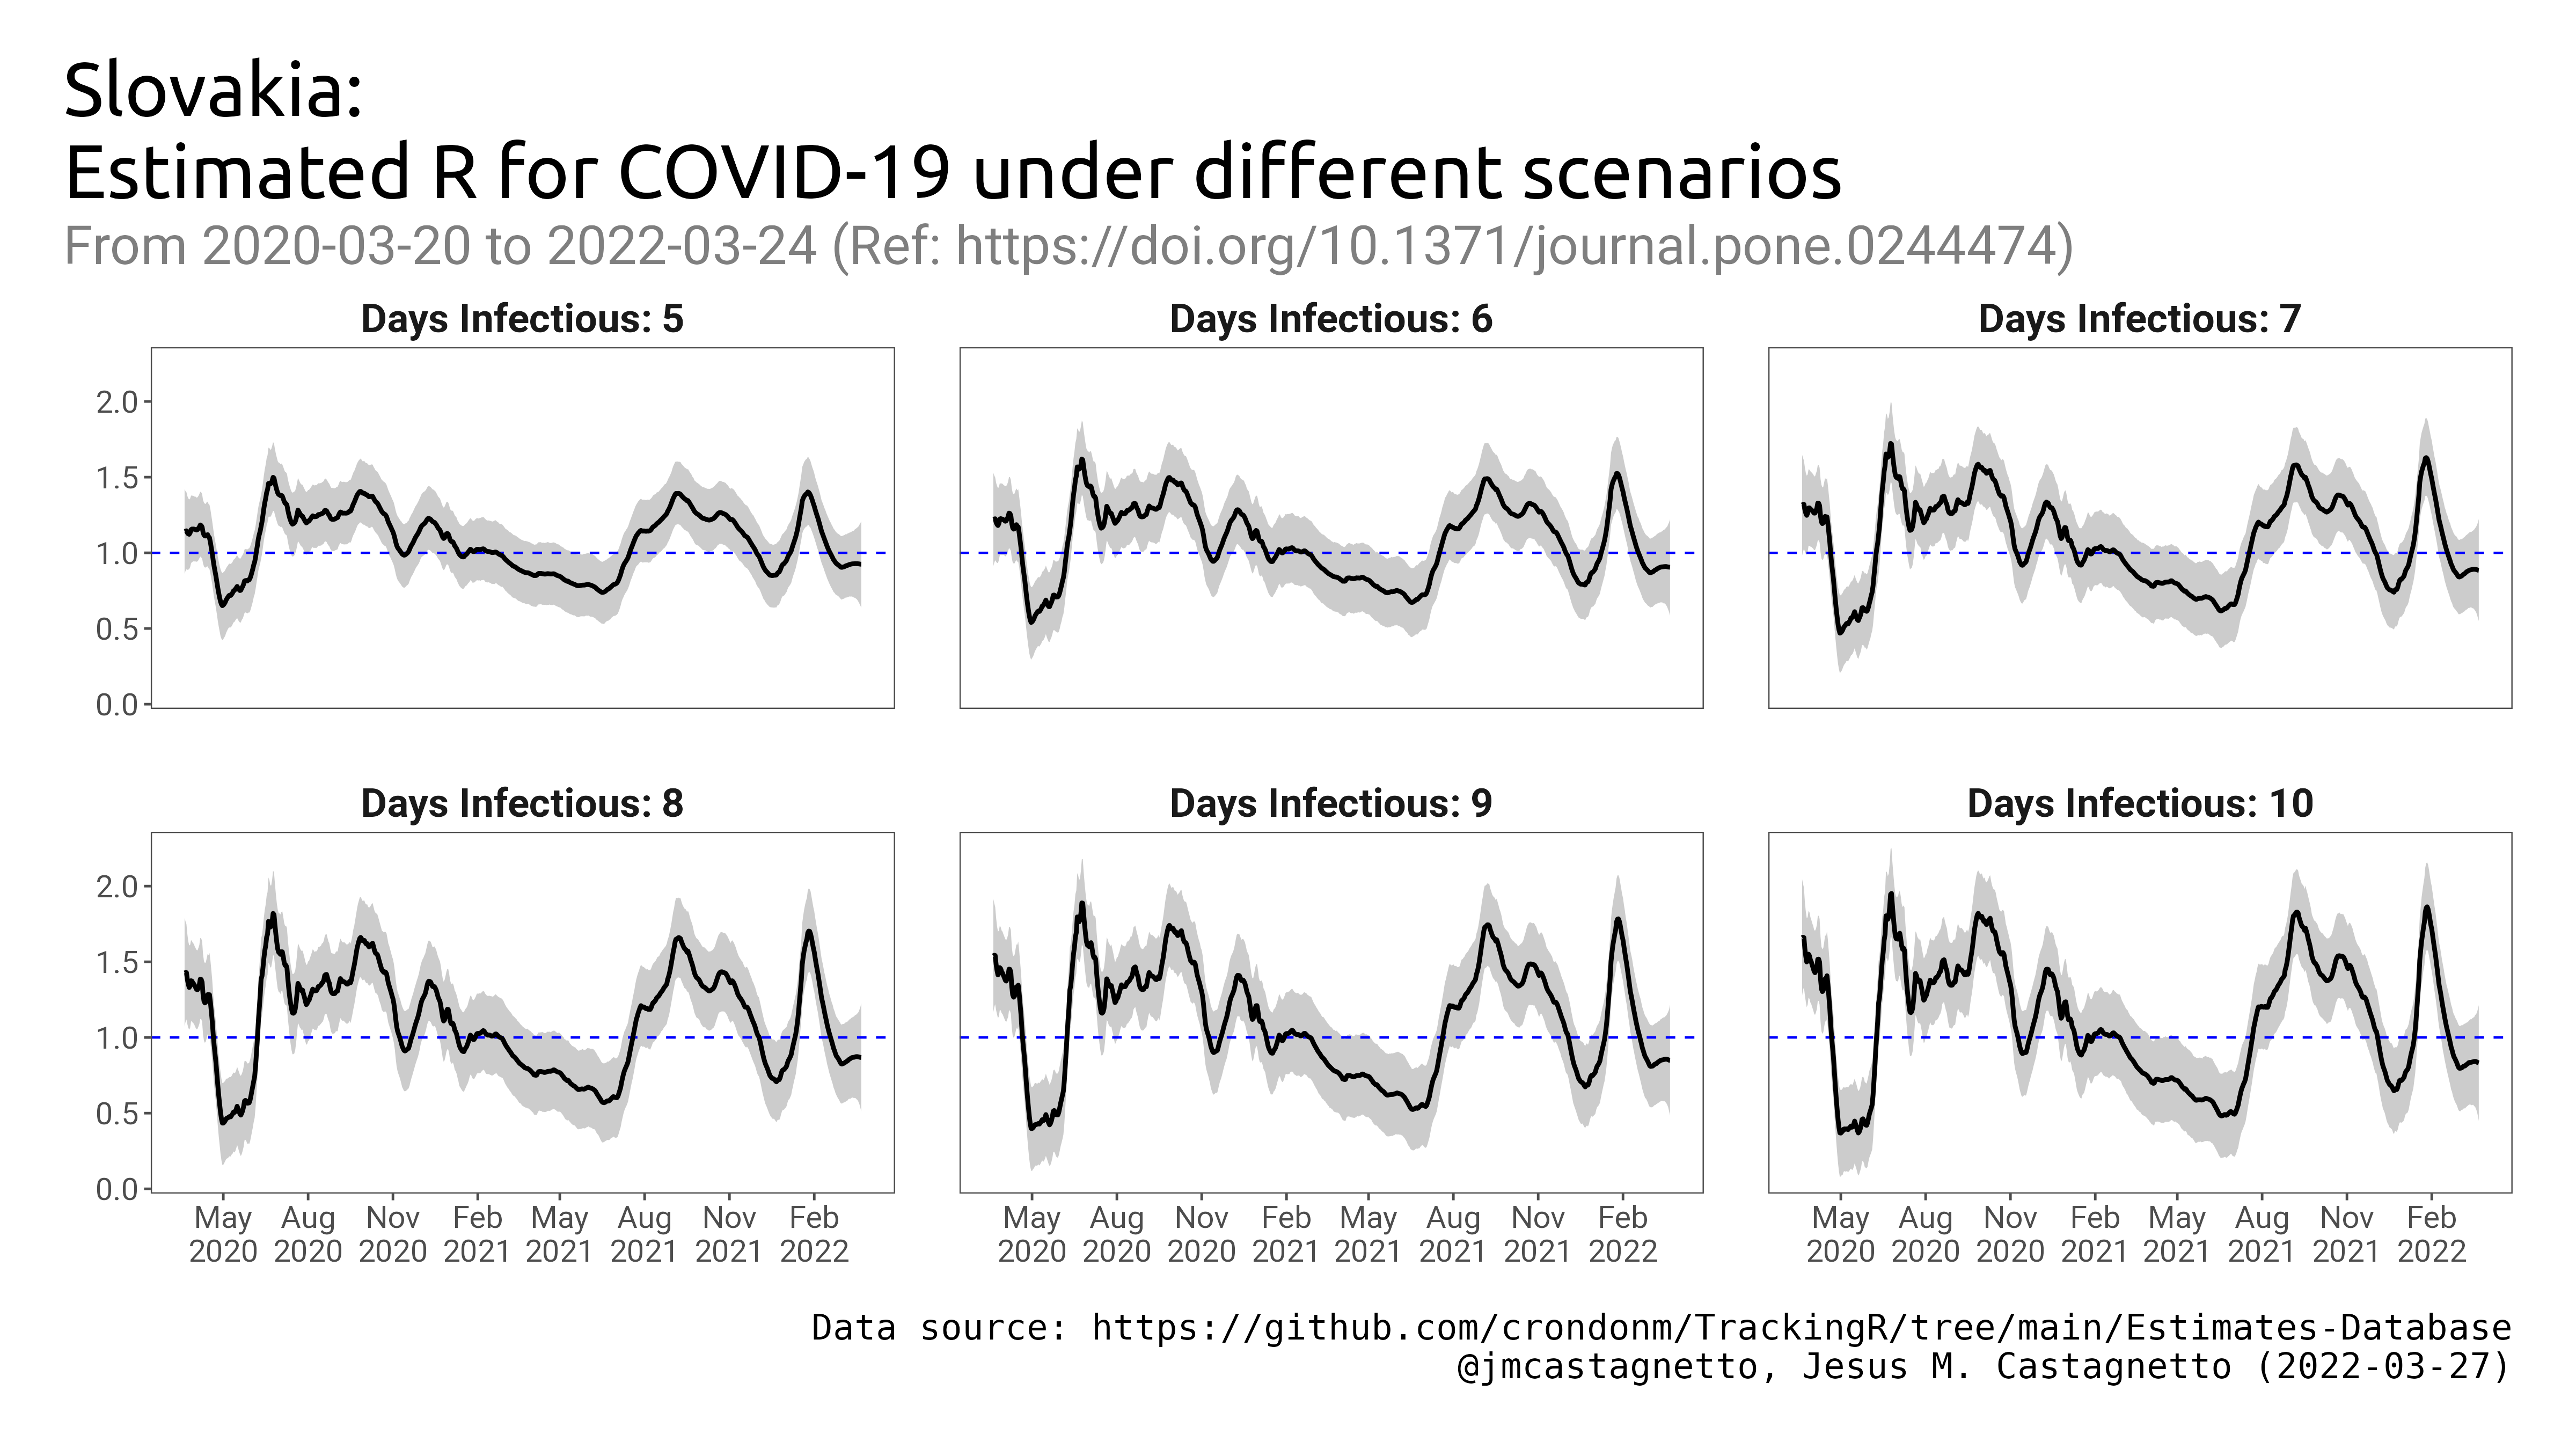 Slovakia:
Estimated R for COVID-19 under different scenarios
From 2020-03-20 to 2022-03-24 (Ref: https://doi.org/10.1371/journal.pone.0244474)
Days Infectious: 5
Days Infectious: 6
Days Infectious: 7
2.0
1.5
1.0
0.5
0.0
Days Infectious: 8
Days Infectious: 9
Days Infectious: 10
2.0
1.5
1.0
0.5
0.0
May Aug Nov Feb May Aug Nov Feb
2020 2020 2020 2021 2021 2021 2021 2022
May Aug Nov Feb May Aug Nov Feb
2020 2020 2020 2021 2021 2021 2021 2022
May Aug Nov Feb May Aug Nov Feb
2020 2020 2020 2021 2021 2021 2021 2022
Data source: https://github.com/crondonm/TrackingR/tree/main/Estimates-Database
@jmcastagnetto, Jesus M. Castagnetto (2022-03-27)